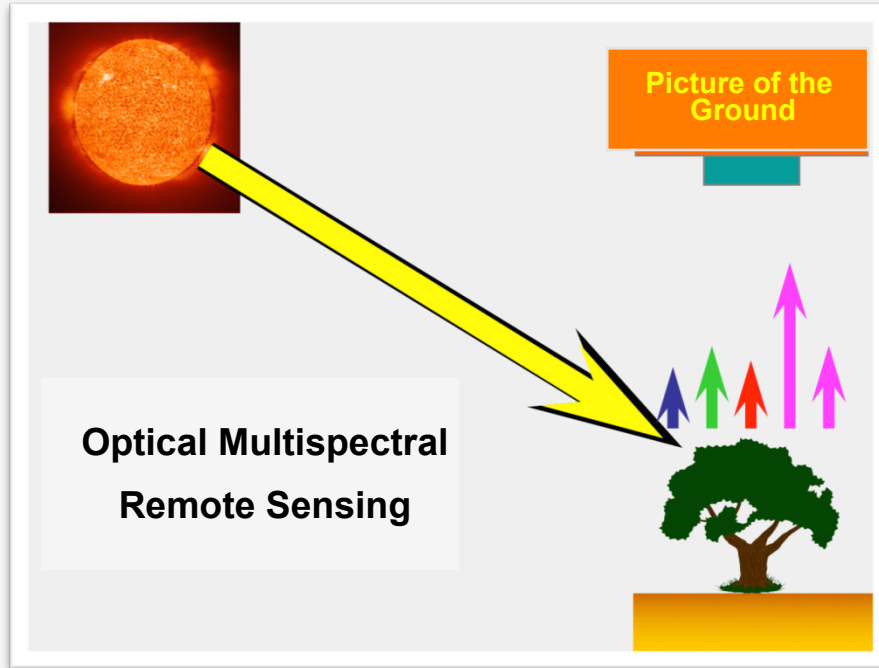 Picture of the
Ground
Optical Multispectral
Remote Sensing